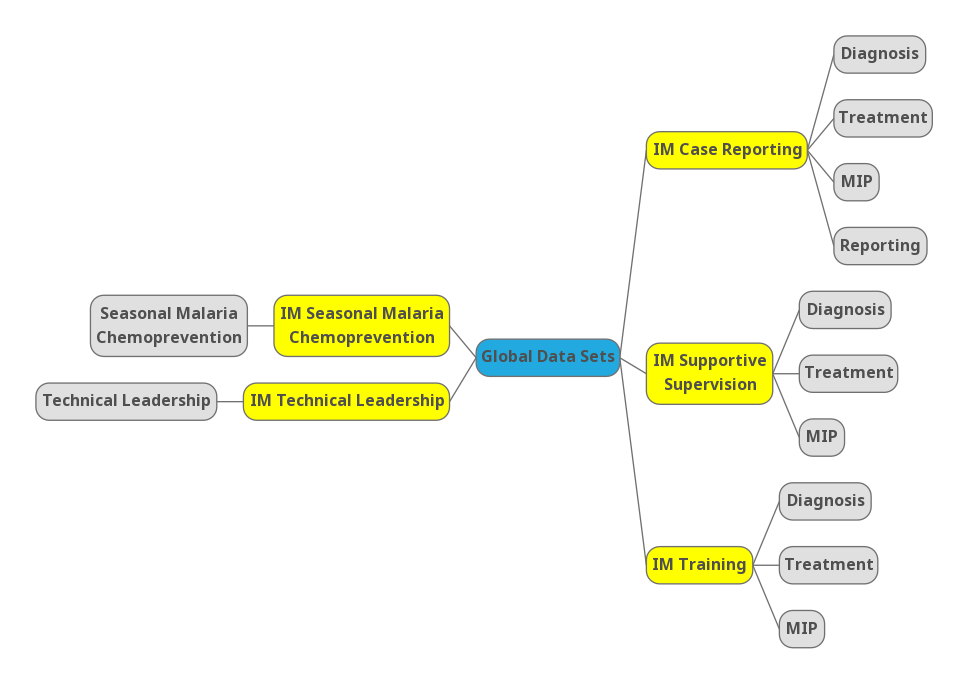 Diagnosis
Treatment
IM Case Reporting
MIP
Reporting
Seasonal Malaria
Chemoprevention
IM Seasonal Malaria
Chemoprevention
Technical Leadership
IM Technical Leadership
Global Data Sets
IM Supportive
Supervision
Diagnosis
Treatment
MIP
IM Training
Diagnosis
Treatment
MIP